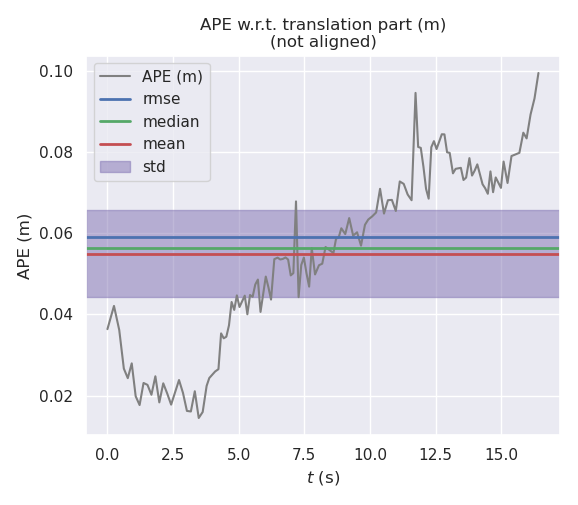 APE w.r.t. translation part (m)
(not aligned)
APE (m)
rmse
median
mean
std
0.10
0.08
0.06
0.04
0.02
APE (m)
0.0 2.5 5.0 7.5 10.0 12.5 15.0
t (s)